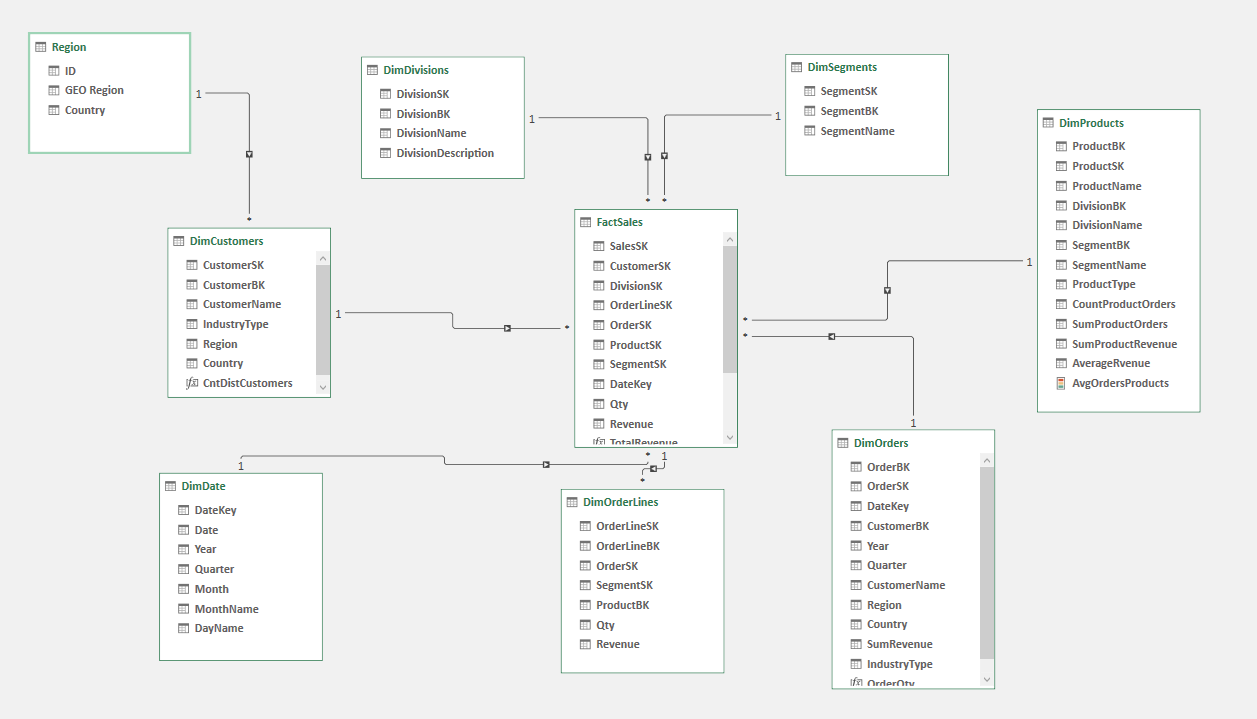 Region
ID
GEO Region
Country
1
*
DimDivisions
DivisionSK
DivisionBK
DivisionName
DivisionDescription
1
*
DimSegments
SegmentSK
SegmentBK
SegmentName
1
*
DimProducts
ProductBK
ProductSK
ProductName
DivisionBK
DivisionName
SegmentBK
SegmentName
ProductType
CountProductOrders
SumProductOrders
SumProductRevenue
AverageRvenue
AvgOrdersProducts
1
*
DimCustomers
CustomerSK
CustomerBK
CustomerName
IndustryType
Region
Country
fx CntDistCustomers
1
*
FactSales
SalesSK
CustomerSK
DivisionSK
OrderLineSK
OrderSK
ProductSK
SegmentSK
DateKey
Qty
Revenue
fx TotalRevenue
*
1
*
1
DimDate
DateKey
Date
Year
Quarter
Month
MonthName
DayName
1
*
DimOrderLines
OrderLineSK
OrderLineBK
OrderSK
SegmentSK
ProductBK
Qty
Revenue
*
DimOrders
OrderBK
OrderSK
DateKey
CustomerBK
Year
Quarter
CustomerName
Region
Country
SumRevenue
IndustryType
fx OrderQty